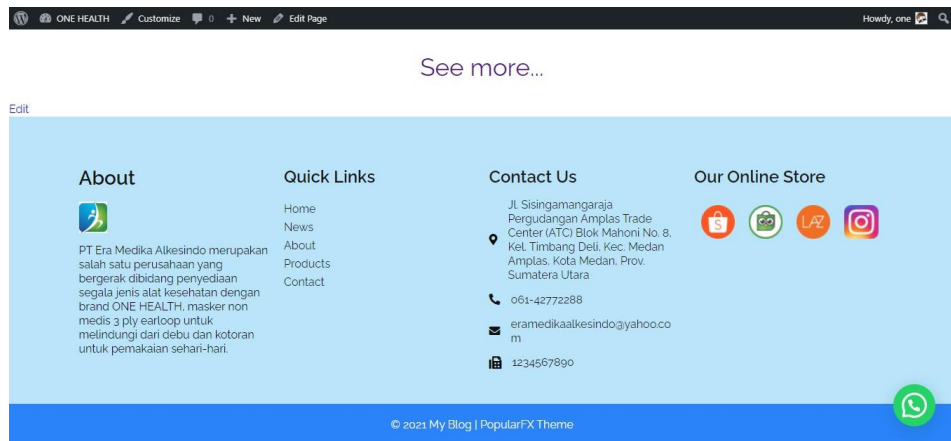 ONE HEALTH Customize 0 + New Edit Page Howdy, one
See more...
Edit
About
PT Era Medika Alkesindo merupakan
salah satu perusahaan yang
bergerak dibidang penyediaan
segala jenis alat kesehatan dengan
brand ONE HEALTH, masker non
medis 3 ply earloop untuk
melindungi dari debu dan kotoran
untuk pemakaian sehari-hari.
Quick Links
Home
News
About
Products
Contact
Contact Us
Jl. Sisingamangaraja
Pergudangan Amplas Trade
Center (ATC) Blok Mahoni No. 8,
Kel. Timbang Deli, Kec. Medan
Amplas, Kota Medan, Prov.
Sumatera Utara
061-42772288
eramedikaalkesindo@yahoo.co
m
1234567890
Our Online Store
S
LAZ
© 2021 My Blog | PopularFX Theme